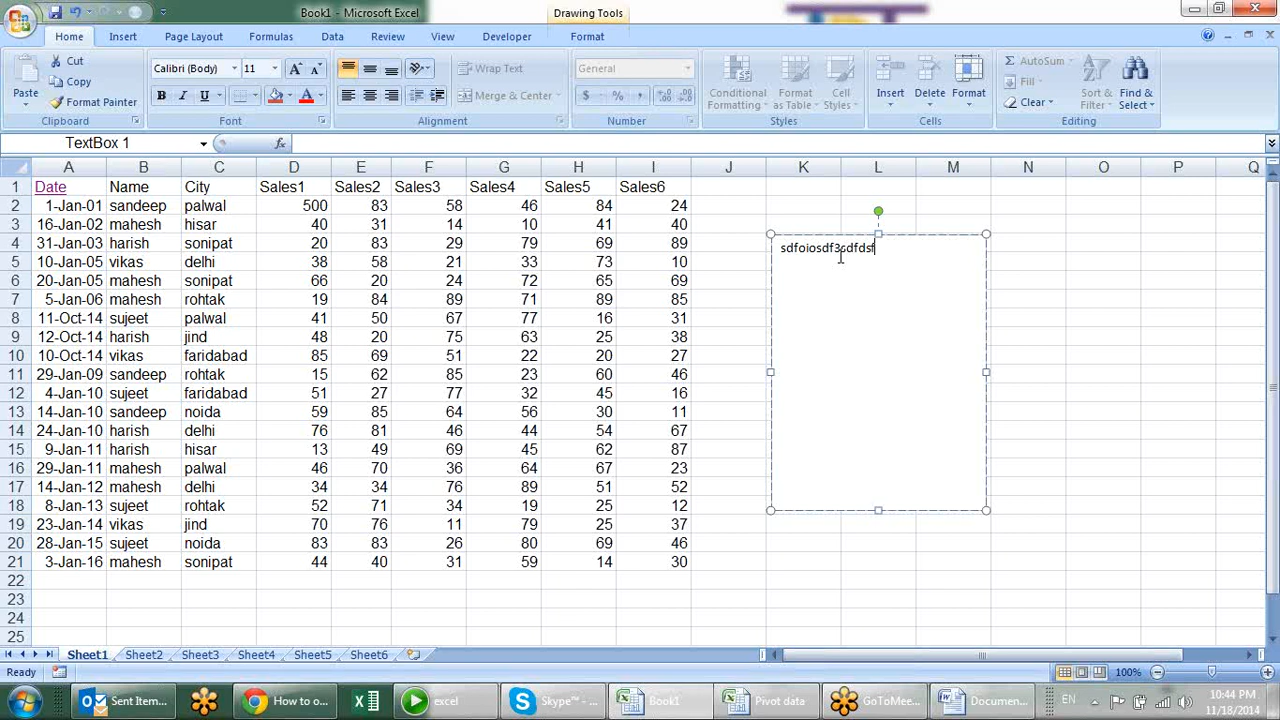 Book1 - Microsoft Excel
Drawing Tools
Home Insert Page Layout Formulas Data Review View Developer Format
Paste
Cut
Copy
Format Painter
Clipboard
Calibri (Body) 11
B I U
Font
Wrap Text
Merge & Center
Alignment
General
$ % ,
Number
Conditional Formatting
Format as Table
Cell Styles
Styles
Insert Delete Format
Cells
AutoSum
Fill
Clear
Sort & Filter
Find & Select
Editing
TextBox 1 fx
A B C D E F G H I J K L M N O P Q
1 Date Name City Sales1 Sales2 Sales3 Sales4 Sales5 Sales6
2 1-Jan-01 sandeep palwal 500 83 58 46 84 24
3 16-Jan-02 mahesh hisar 40 31 14 10 41 40
4 31-Jan-03 harish sonipat 20 83 29 79 69 89
5 10-Jan-05 vikas delhi 38 58 21 33 73 10
6 20-Jan-05 mahesh sonipat 66 20 24 72 65 69
7 5-Jan-06 mahesh rohtak 19 84 89 71 89 85
8 11-Oct-14 sujeet palwal 41 50 67 77 16 31
9 12-Oct-14 harish jind 48 20 75 63 25 38
10 10-Oct-14 vikas faridabad 85 69 51 22 20 27
11 29-Jan-09 sandeep rohtak 15 62 85 23 60 46
12 4-Jan-10 sujeet faridabad 51 27 77 32 45 16
13 14-Jan-10 sandeep noida 59 85 64 56 30 11
14 24-Jan-10 harish delhi 76 81 46 44 54 67
15 9-Jan-11 harish hisar 13 49 69 45 62 87
16 29-Jan-11 mahesh palwal 46 70 36 64 67 23
17 14-Jan-12 mahesh delhi 34 34 76 89 51 52
18 8-Jan-13 sujeet rohtak 52 71 34 19 25 12
19 23-Jan-14 vikas jind 70 76 11 79 25 37
20 28-Jan-15 sujeet noida 83 83 26 80 69 46
21 3-Jan-16 mahesh sonipat 44 40 31 59 14 30
22
23
24
25
sdfoiosdf3sdfdsf
Sheet1 Sheet2 Sheet3 Sheet4 Sheet5 Sheet6
Ready 100%
Sent Item... How to o... excel Skype™ -... Book1 Pivot data GoToMee... Documen... EN
10:44 PM
11/18/2014